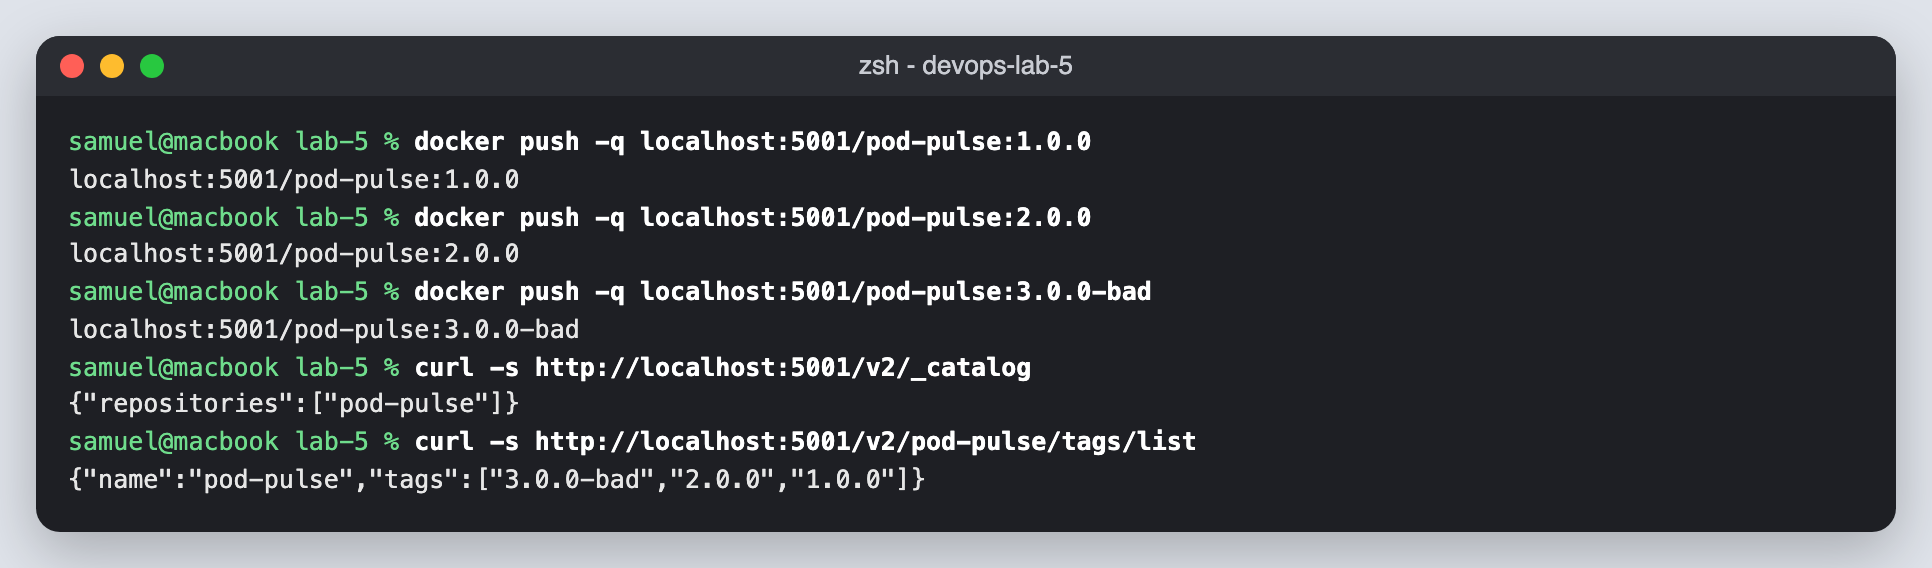 zsh - devops-lab-5
samuel@macbook lab-5 % docker push -q localhost:5001/pod-pulse:1.0.0
localhost:5001/pod-pulse:1.0.0
samuel@macbook lab-5 % docker push -q localhost:5001/pod-pulse:2.0.0
localhost:5001/pod-pulse:2.0.0
samuel@macbook lab-5 % docker push -q localhost:5001/pod-pulse:3.0.0-bad
localhost:5001/pod-pulse:3.0.0-bad
samuel@macbook lab-5 % curl -s http://localhost:5001/v2/_catalog
{"repositories":["pod-pulse"]}
samuel@macbook lab-5 % curl -s http://localhost:5001/v2/pod-pulse/tags/list
{"name":"pod-pulse","tags":["3.0.0-bad","2.0.0","1.0.0"]}